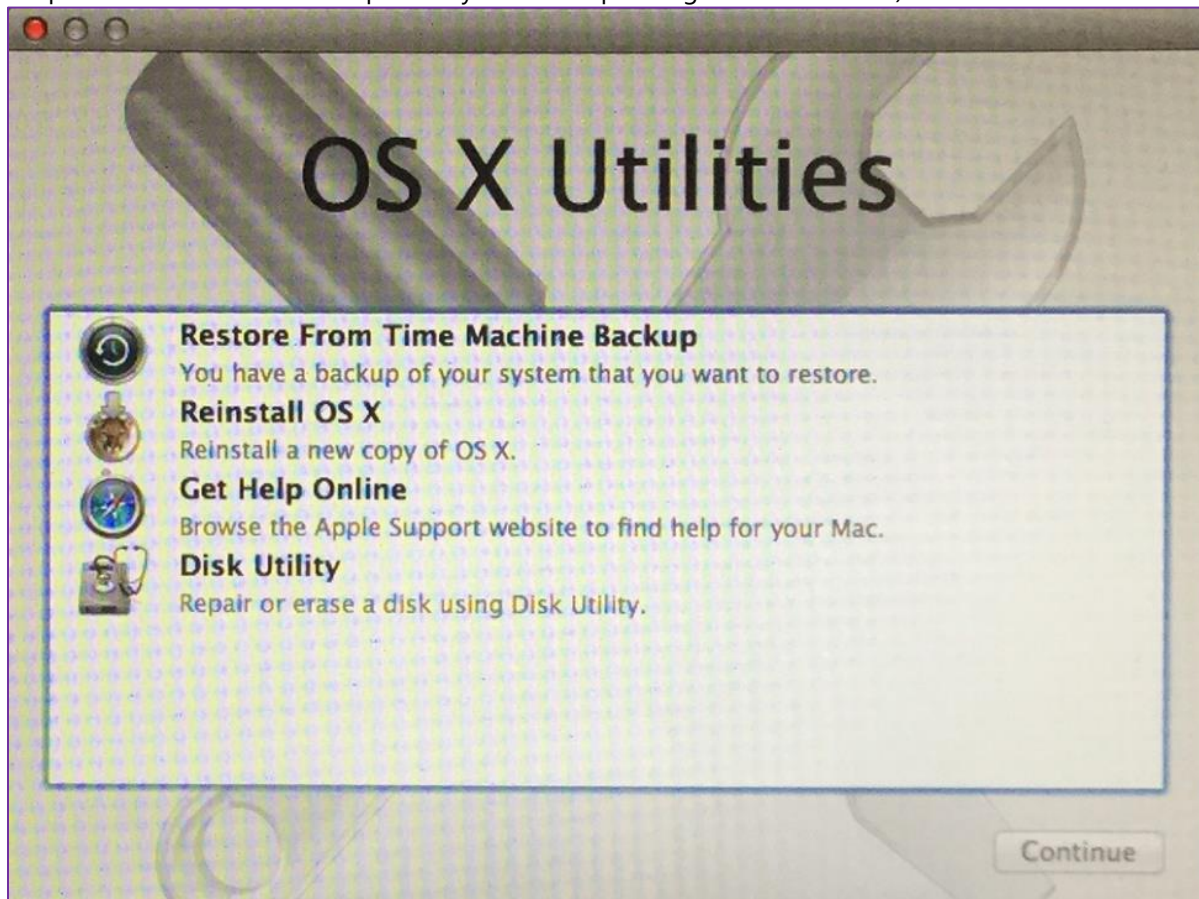 OS X Utilities
Restore From Time Machine Backup
You have a backup of your system that you want to restore.
Reinstall OS X
Reinstall a new copy of OS X.
Get Help Online
Browse the Apple Support website to find help for your Mac.
Disk Utility
Repair or erase a disk using Disk Utility.
Continue